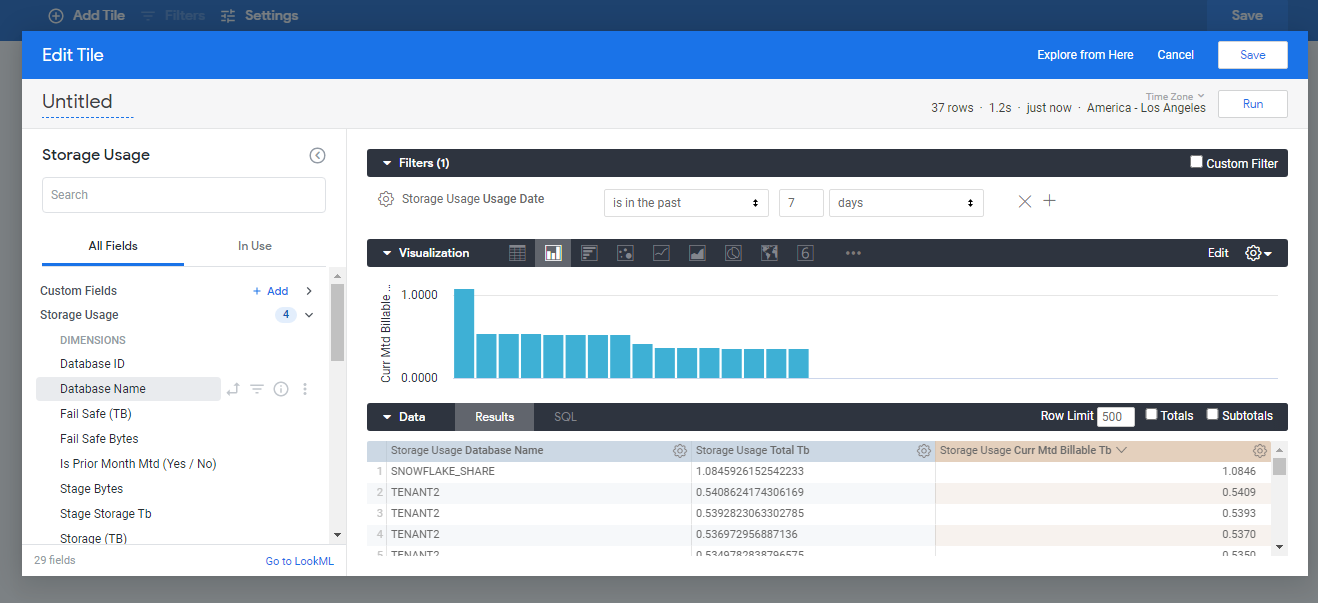 Add Tile Filters Settings Save
Edit Tile Explore from Here Cancel Save
Untitled
Time Zone
37 rows · 1.2s · just now · America - Los Angeles Run
Storage Usage
Search
All Fields In Use
Custom Fields + Add
Storage Usage 4
DIMENSIONS
Database ID
Database Name
Fail Safe (TB)
Fail Safe Bytes
Is Prior Month Mtd (Yes / No)
Stage Bytes
Stage Storage Tb
Storage (TB)
29 fields Go to LookML
Filters (1) Custom Filter
Storage Usage Usage Date is in the past 7 days
Visualization 6 Edit
Curr Mtd Billable ...
1.0000
0.0000
Data Results SQL Row Limit 500 Totals Subtotals
Storage Usage Database Name Storage Usage Total Tb Storage Usage Curr Mtd Billable Tb
1 SNOWFLAKE_SHARE 1.0845926152542233 1.0846
2 TENANT2 0.5408624174306169 0.5409
3 TENANT2 0.5392823063302785 0.5393
4 TENANT2 0.536972956887136 0.5370
5 TENANT2 0.5349782838796575 0.5350